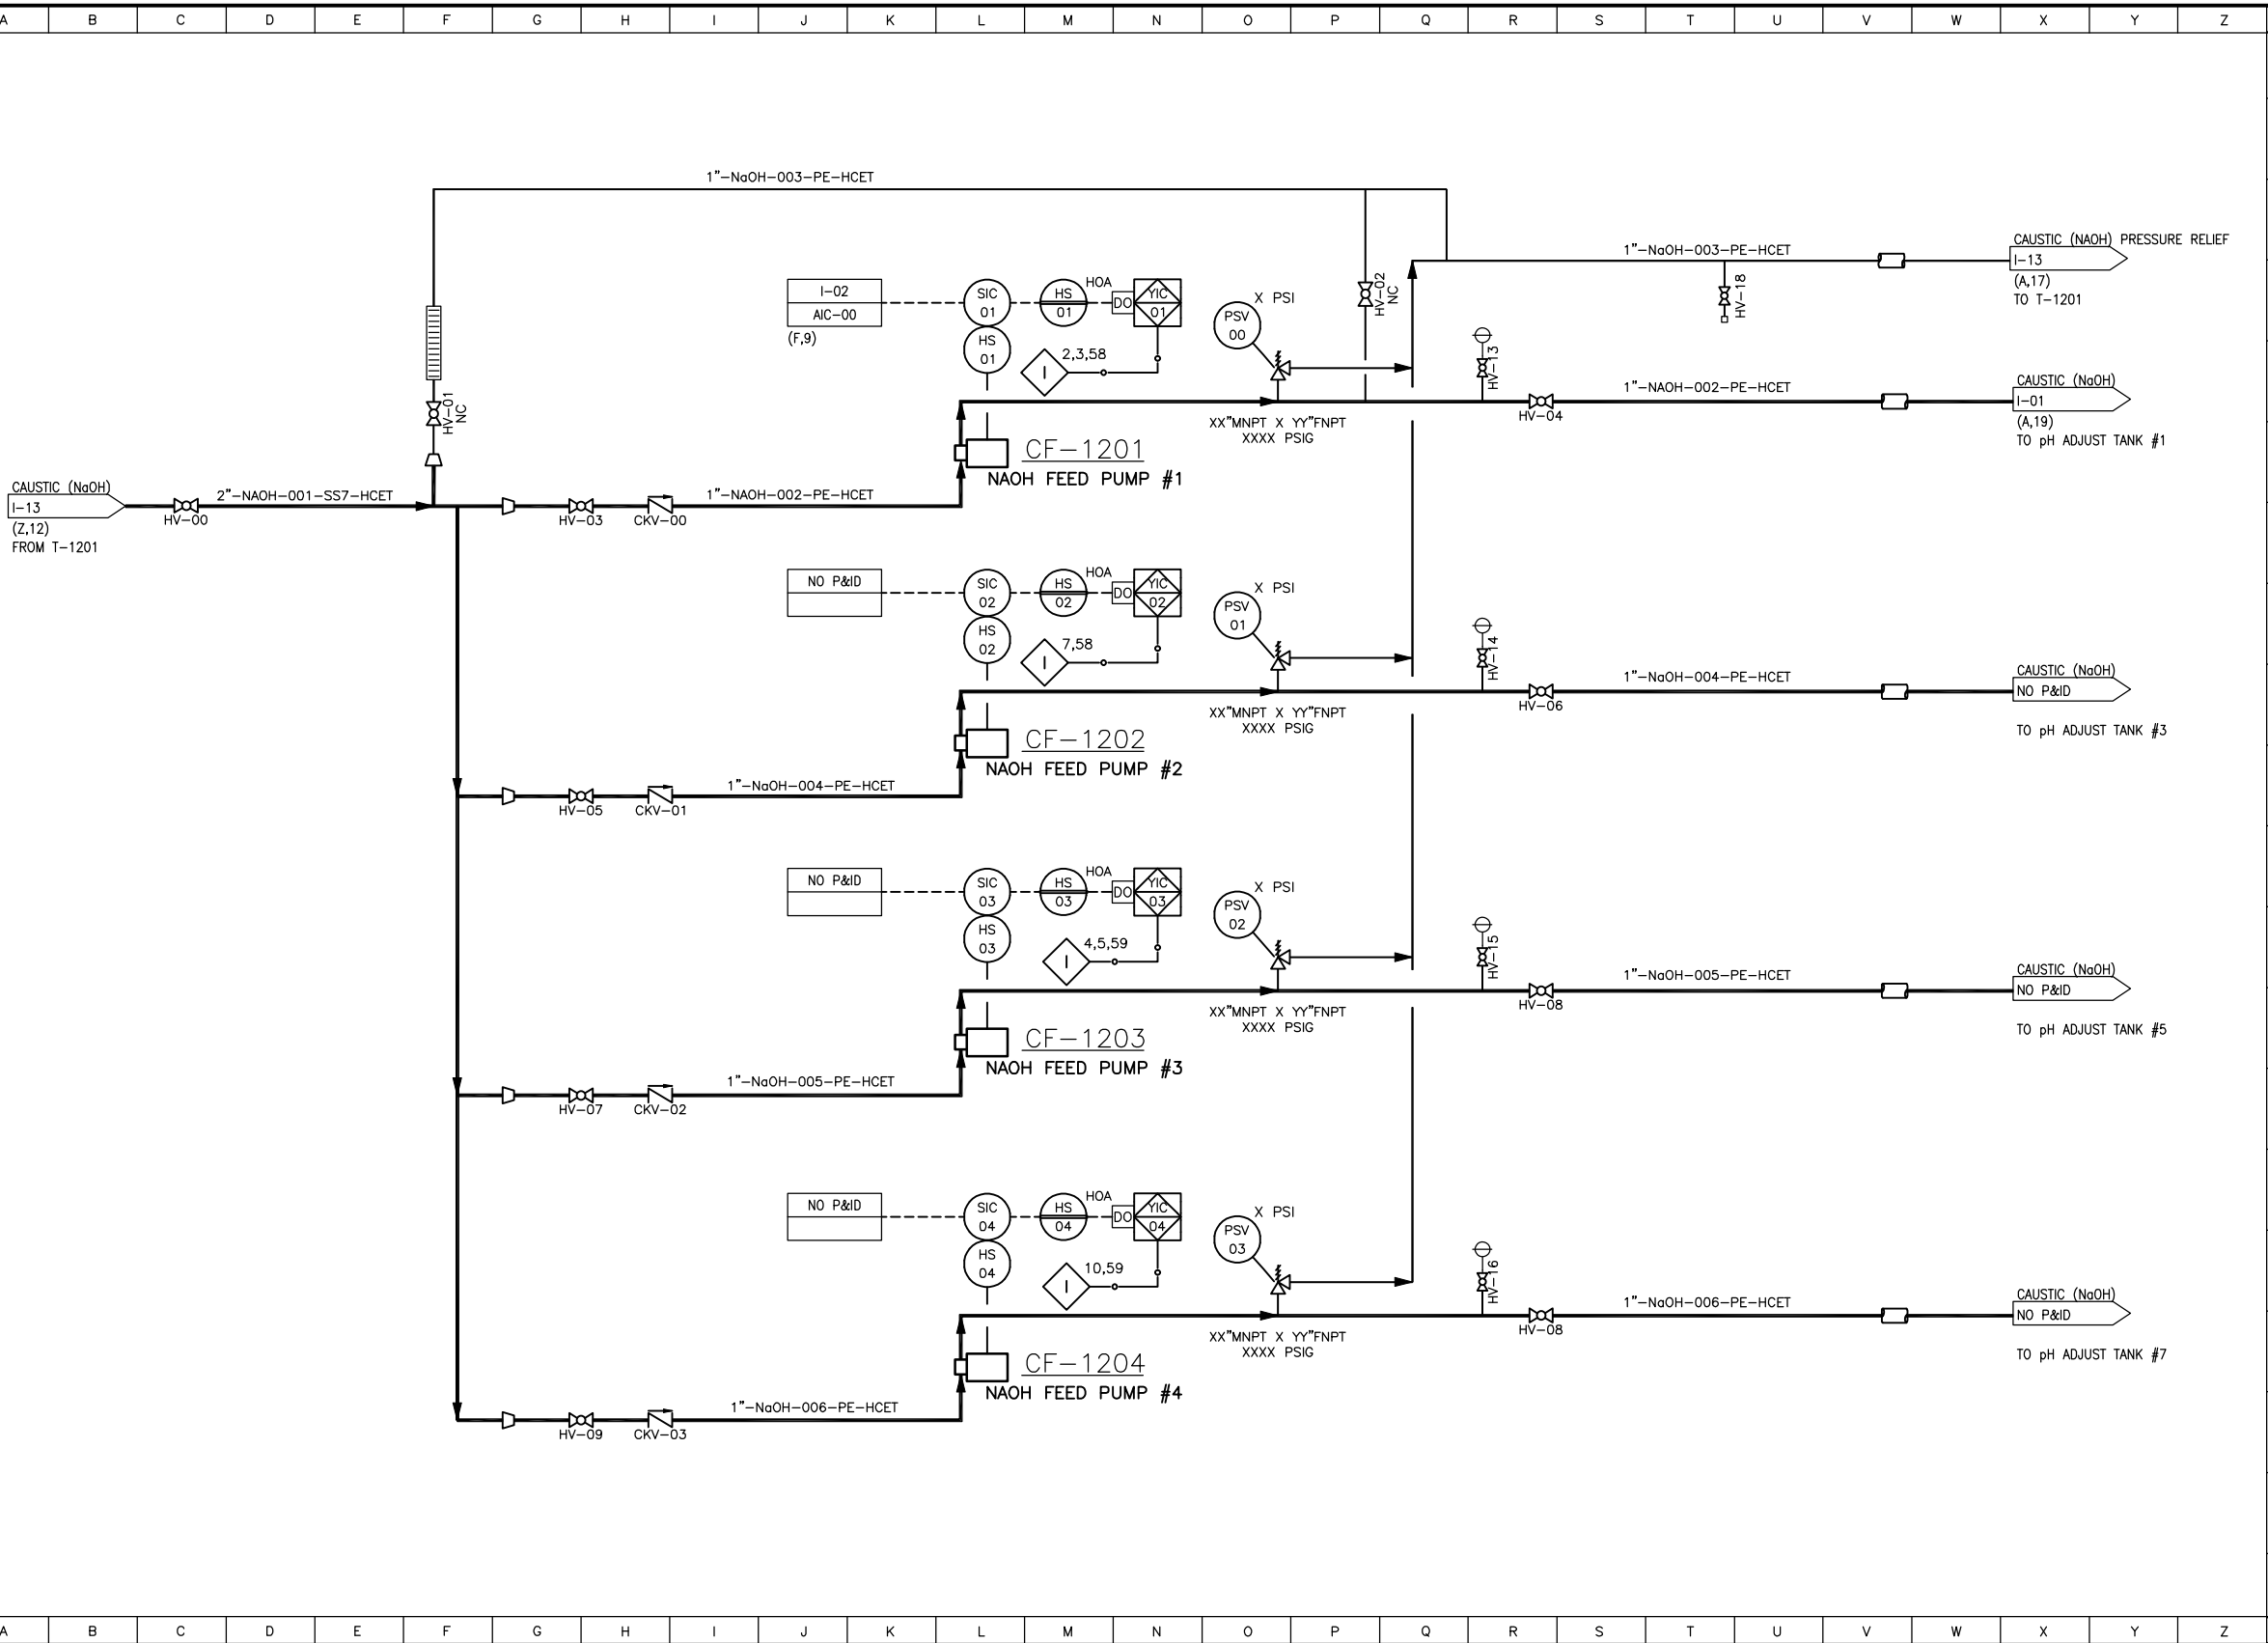 A B C D E F G H I J K L M N O P Q R S T U V W X Y Z
1"-NaOH-003-PE-HCET
1"-NaOH-003-PE-HCET
CAUSTIC (NAOH) PRESSURE RELIEF
I-13
(A,17)
TO T-1201
HV-18
HV-02
NC
I-02
AIC-00
(F,9)
SIC
01
HS
01
HS
01
HOA
DO
YIC
01
I
2,3,58
PSV
00
X PSI
HV-13
HV-01
NC
1"-NAOH-002-PE-HCET
HV-04
XX"MNPT X YY"FNPT
XXXX PSIG
CAUSTIC (NaOH)
I-01
(A,19)
TO pH ADJUST TANK #1
CF-1201
NAOH FEED PUMP #1
CAUSTIC (NaOH)
I-13
(Z,12)
FROM T-1201
HV-00
2"-NAOH-001-SS7-HCET
HV-03
CKV-00
1"-NAOH-002-PE-HCET
NO P&ID
SIC
02
HS
02
HS
02
HOA
DO
YIC
02
I
7,58
PSV
01
X PSI
HV-14
1"-NaOH-004-PE-HCET
HV-06
XX"MNPT X YY"FNPT
XXXX PSIG
CAUSTIC (NaOH)
NO P&ID
TO pH ADJUST TANK #3
CF-1202
NAOH FEED PUMP #2
HV-05
CKV-01
1"-NaOH-004-PE-HCET
NO P&ID
SIC
03
HS
03
HS
03
HOA
DO
YIC
03
I
4,5,59
PSV
02
X PSI
HV-15
1"-NaOH-005-PE-HCET
HV-08
XX"MNPT X YY"FNPT
XXXX PSIG
CAUSTIC (NaOH)
NO P&ID
TO pH ADJUST TANK #5
CF-1203
NAOH FEED PUMP #3
HV-07
CKV-02
1"-NaOH-005-PE-HCET
NO P&ID
SIC
04
HS
04
HS
04
HOA
DO
YIC
04
I
10,59
PSV
03
X PSI
HV-16
1"-NaOH-006-PE-HCET
HV-08
XX"MNPT X YY"FNPT
XXXX PSIG
CAUSTIC (NaOH)
NO P&ID
TO pH ADJUST TANK #7
CF-1204
NAOH FEED PUMP #4
HV-09
CKV-03
1"-NaOH-006-PE-HCET
A B C D E F G H I J K L M N O P Q R S T U V W X Y Z